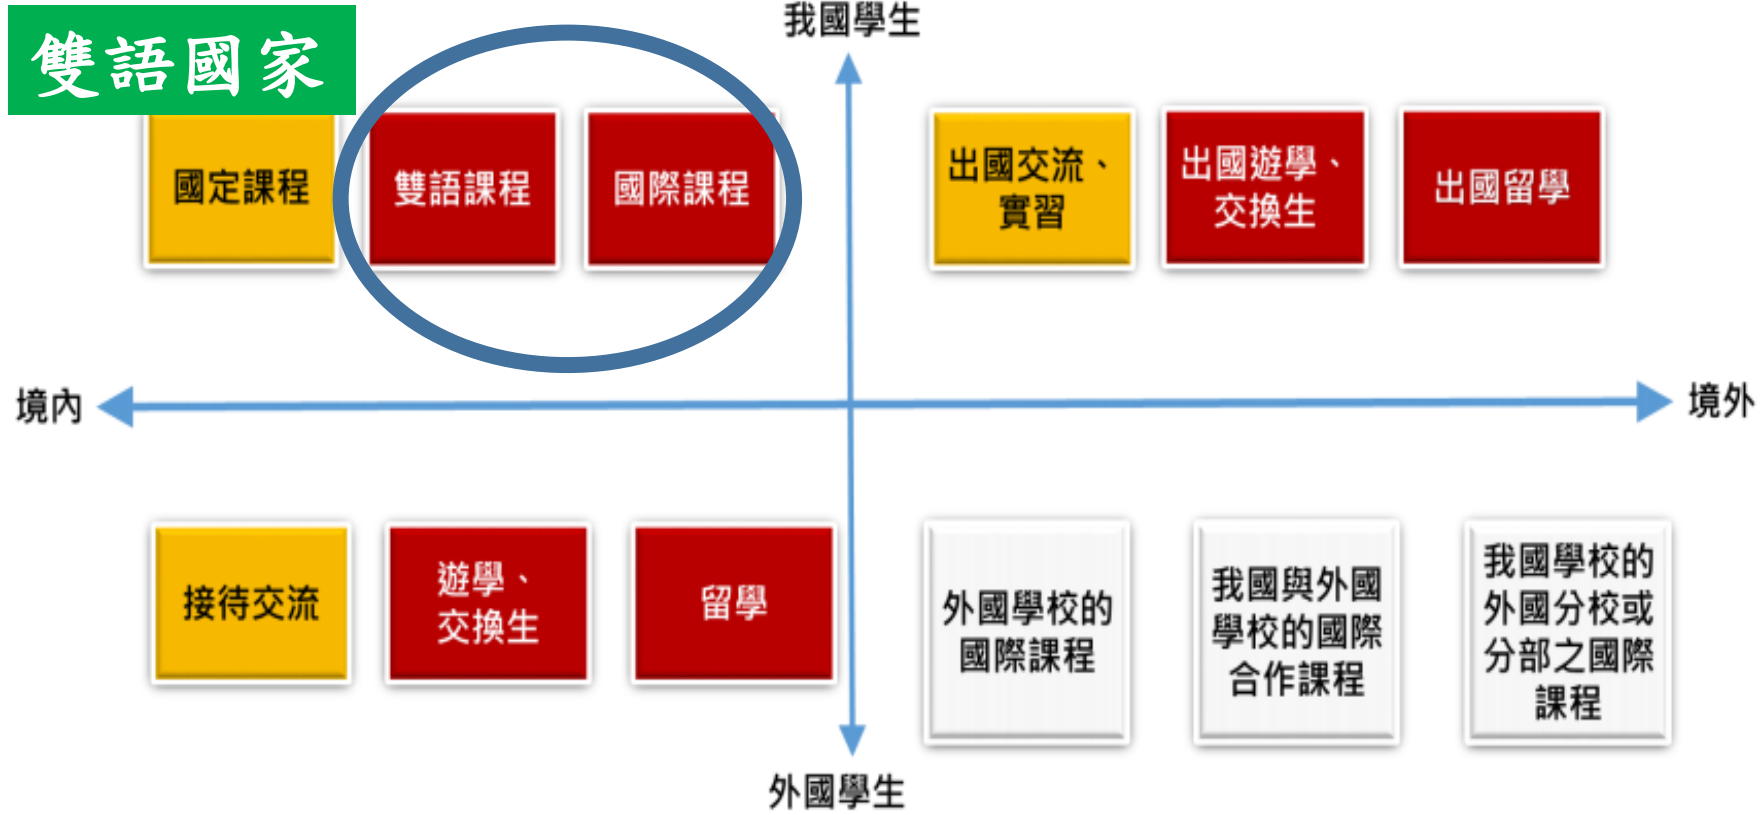 我國學生
雙語國家
國定課程
雙語課程
國際課程
出國交流、
實習
出國遊學、
交換生
出國留學
境內
境外
接待交流
遊學、
交換生
留學
外國學校的
國際課程
我國與外國
學校的國際
合作課程
我國學校的
外國分校或
分部之國際
課程
外國學生